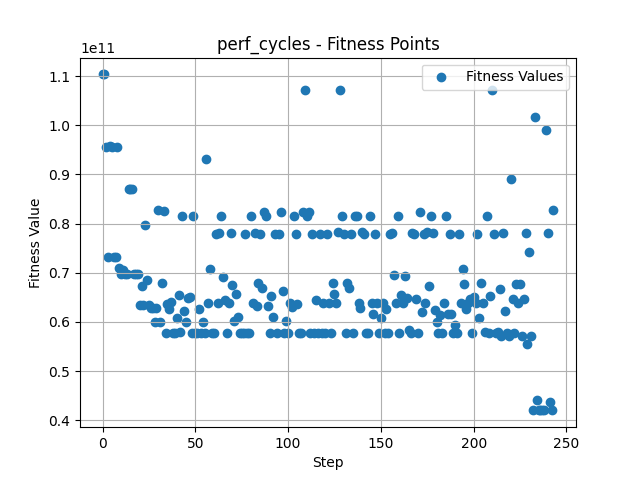 perf_cycles - Fitness Points
1e11
Fitness Values
1.1
1.0
0.9
0.8
0.7
0.6
0.5
0.4
Fitness Value
0 50 100 150 200 250
Step